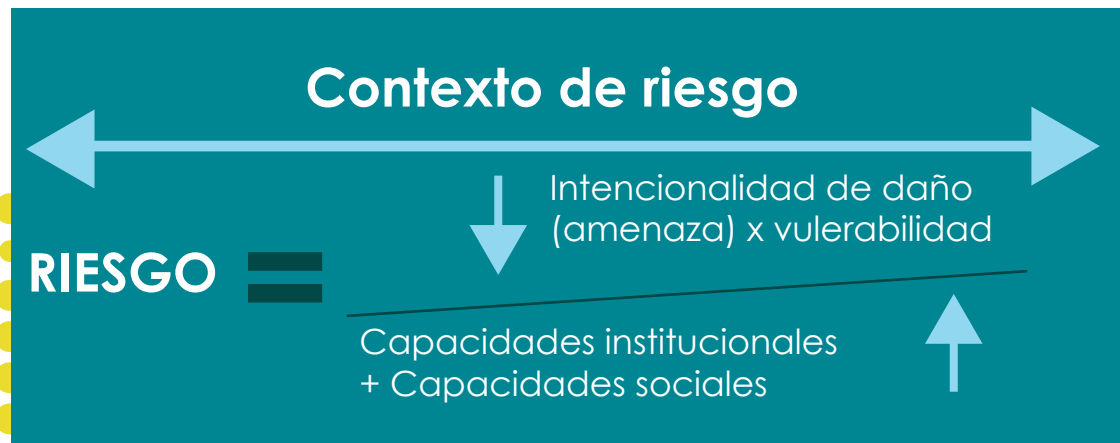 Contexto de riesgo
Intencionalidad de daño
(amenaza) x vulerabilidad
RIESGO =
Capacidades institucionales
+ Capacidades sociales